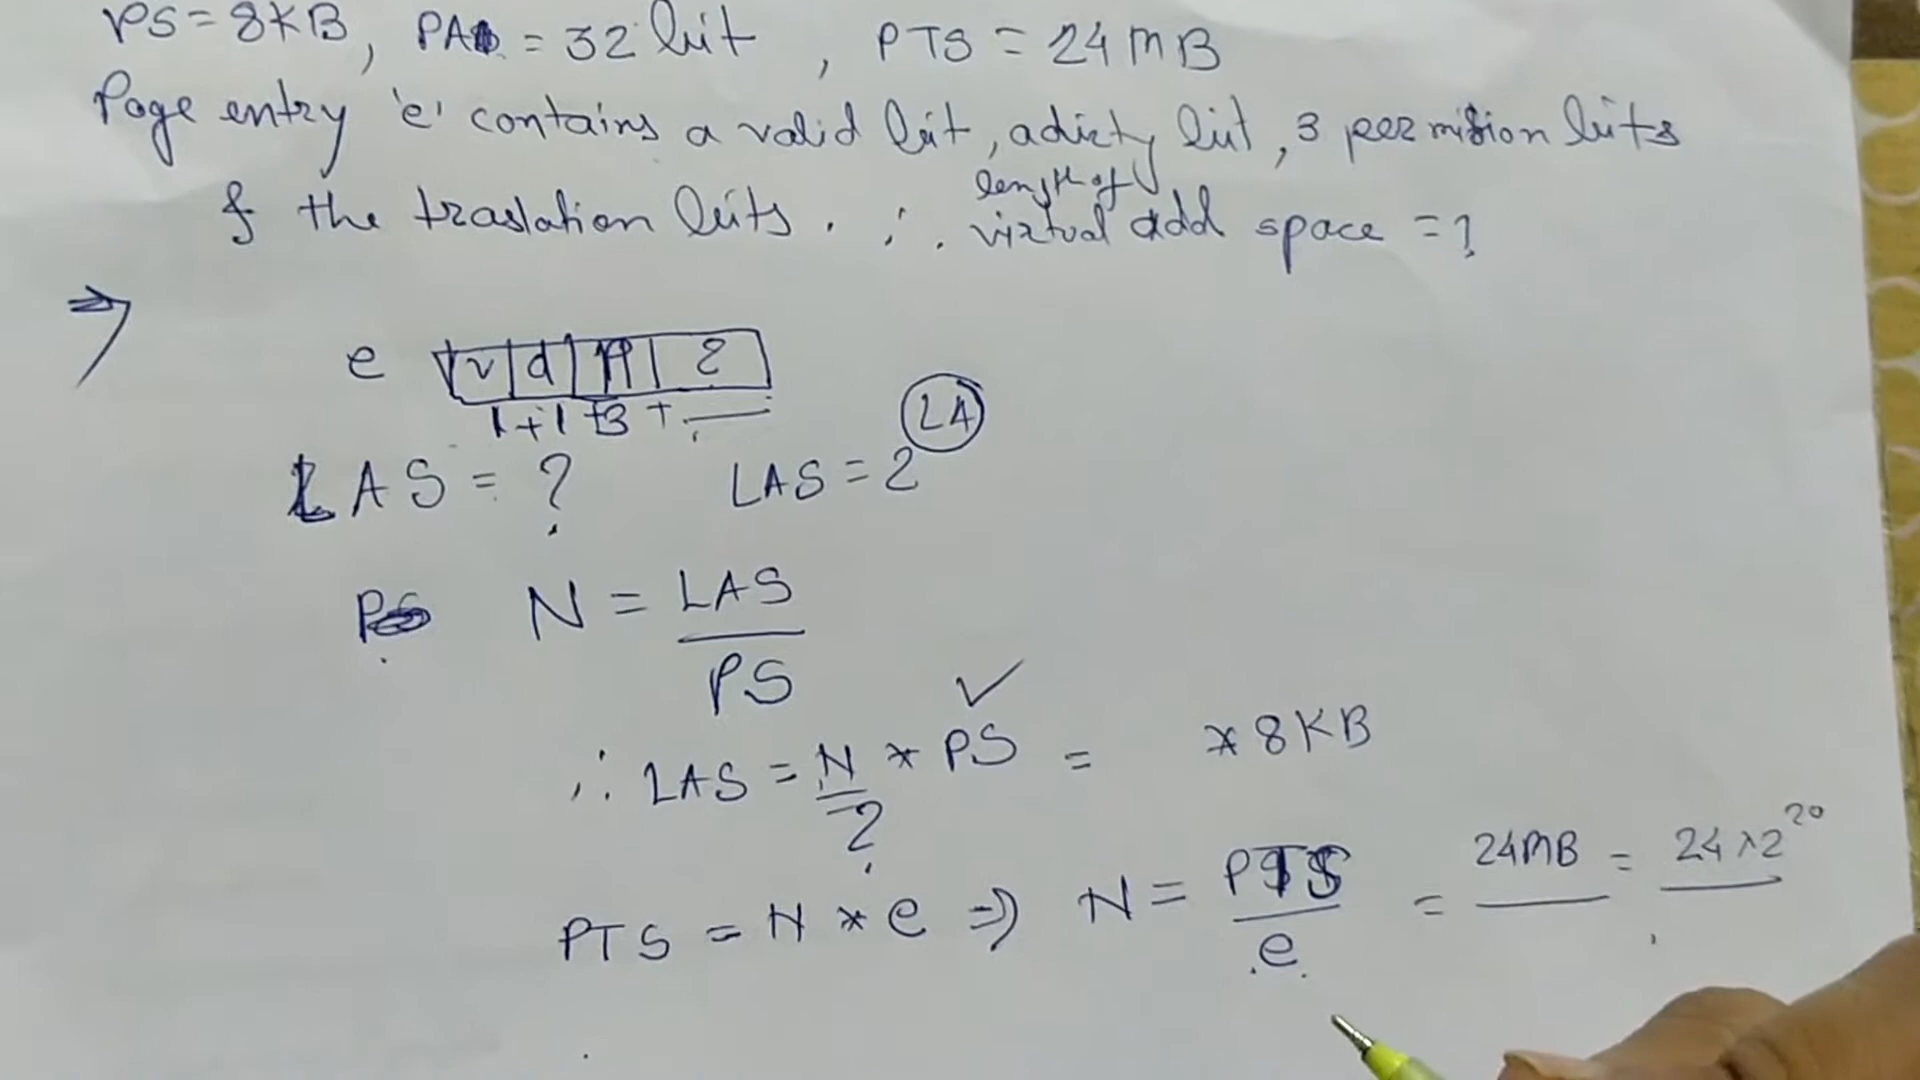 PS = 8KB, PA = 32 bit, PTS = 24 MB
Page entry 'e' contains a valid bit, a dirty bit, 3 permision bits
& the traslation bits. ∴ length of virtual add space = ?
⇒
e v d P ?
1+1+3+
LAS = ? LAS = 2^LA
N = LAS / PS
∴ LAS = N * PS = * 8KB
?
PTS = N * e ⇒ N = PTS / e = 24MB = 24 × 2^20